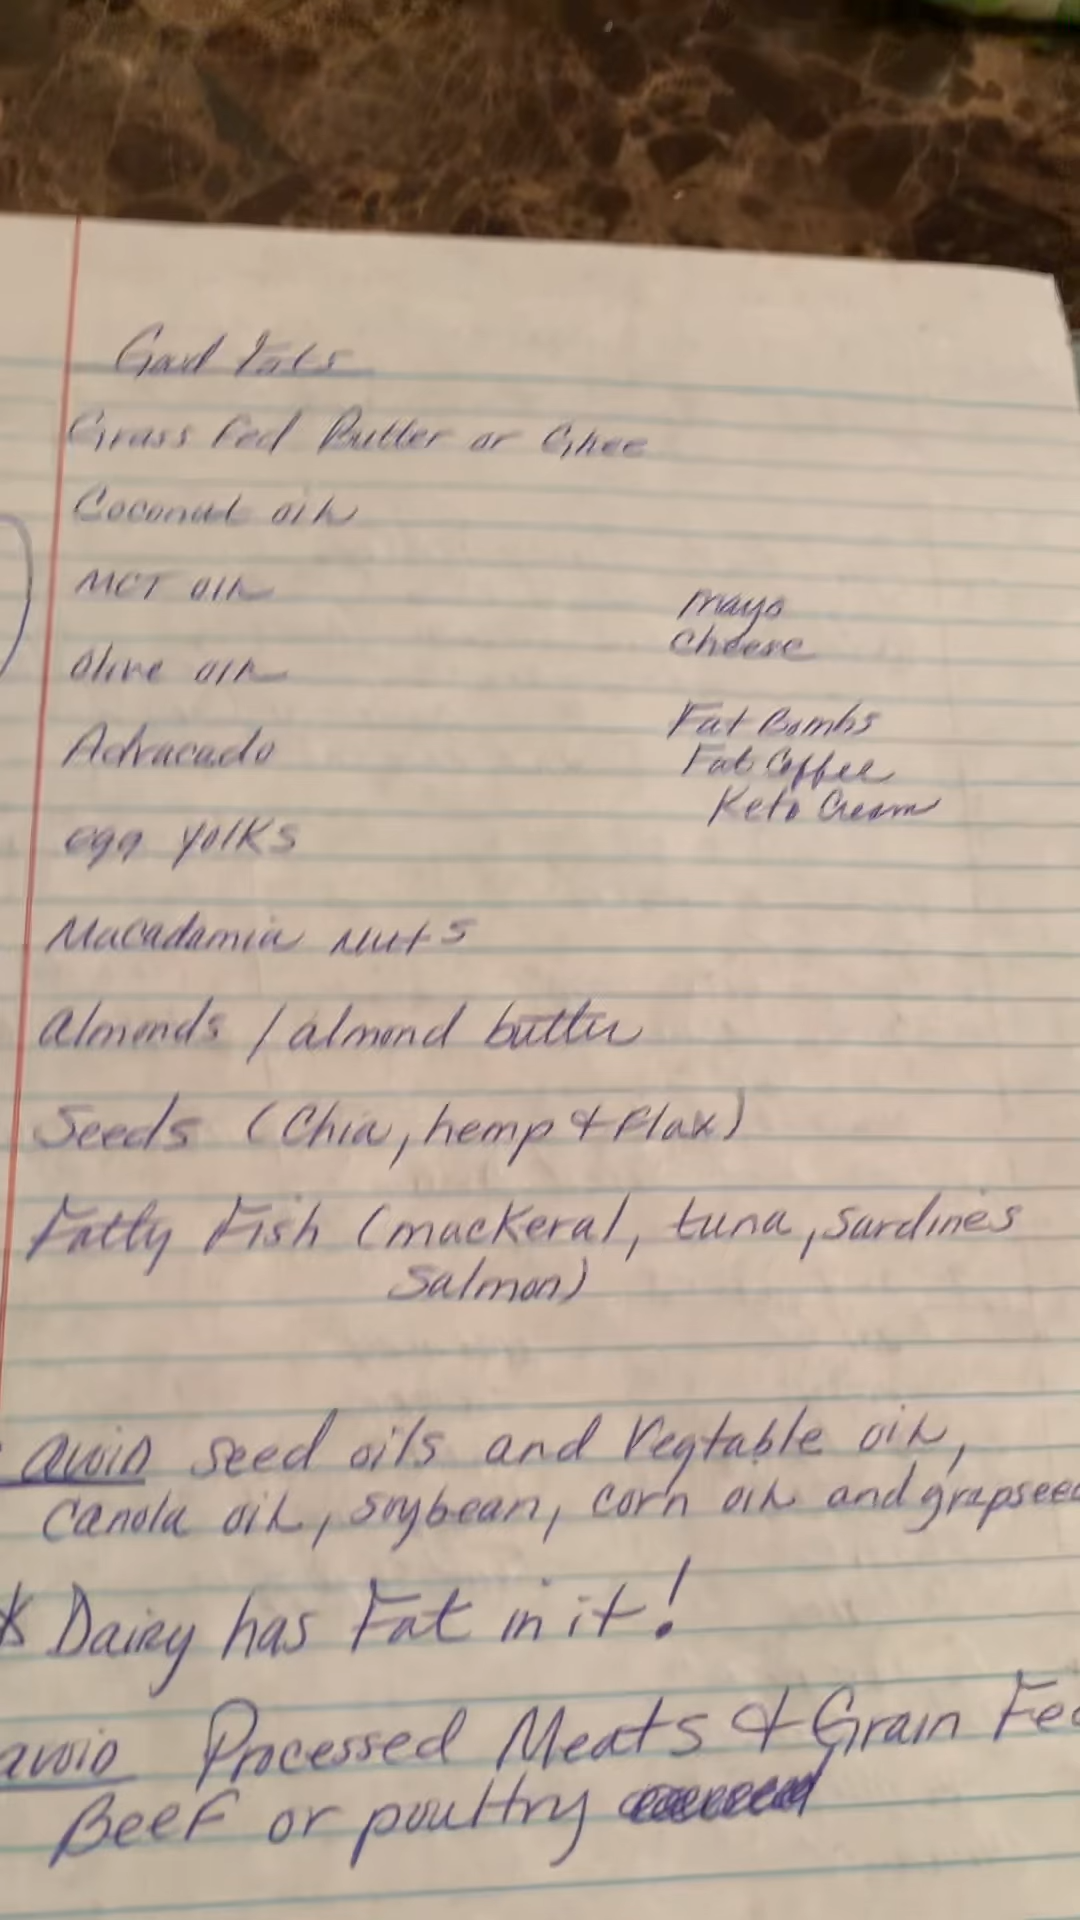 Good Fats
Grass Fed Butter or Ghee
Coconut oil
MCT oil
Olive oil
Advacado
egg yolks
Macadamia Nuts
almonds / almond butter
Seeds (Chia, hemp & Flax)
Fatty Fish (mackeral, tuna, sardines
Salmon)
mayo
cheese
Fat Bombs
Fat Coffee
Keto Cream
avoid seed oils and Vegtable oil,
canola oil, soybean, corn oil and grapseed
* Dairy has Fat in it!
avoid Processed Meats & Grain Fed
Beef or poultry